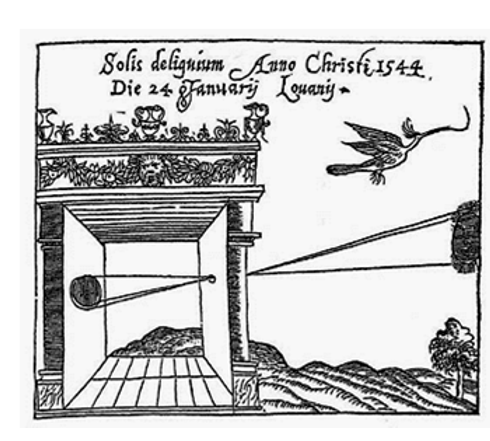 Solis deliquium Anno Christi 1544.
Die 24 Januarij Louanij